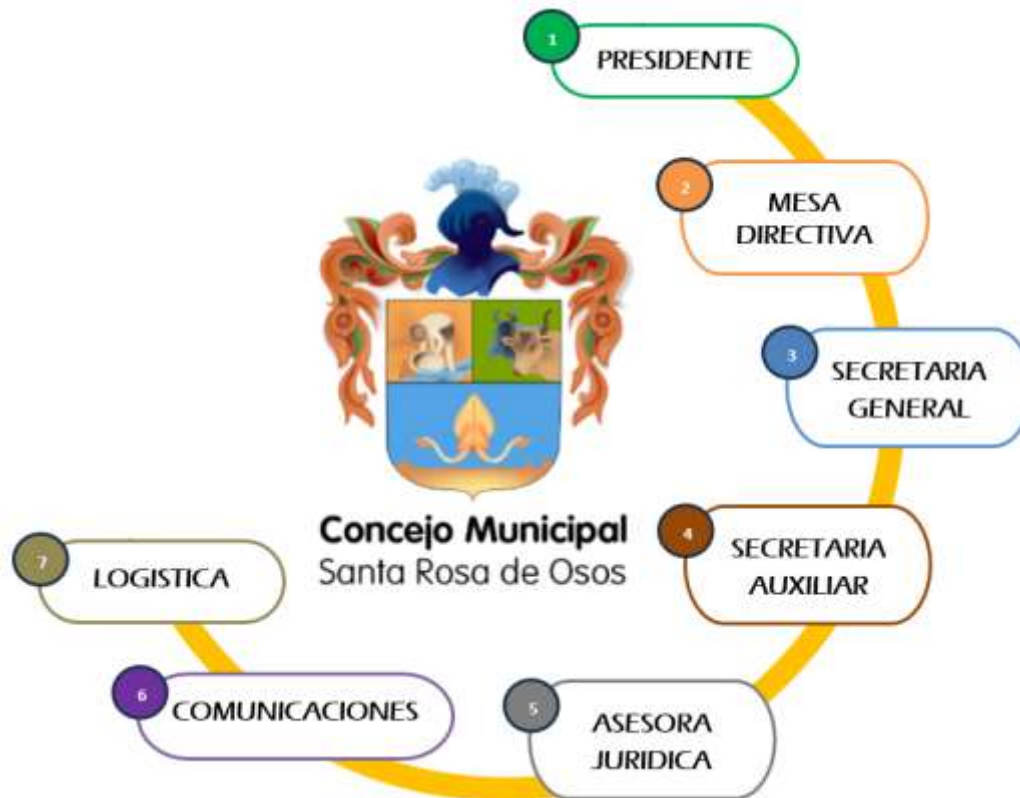 1
PRESIDENTE
2
MESA
DIRECTIVA
3
SECRETARIA
GENERAL
4
SECRETARIA
AUXILIAR
5
ASESORA
JURIDICA
6
COMUNICACIONES
7
LOGISTICA
Concejo Municipal
Santa Rosa de Osos